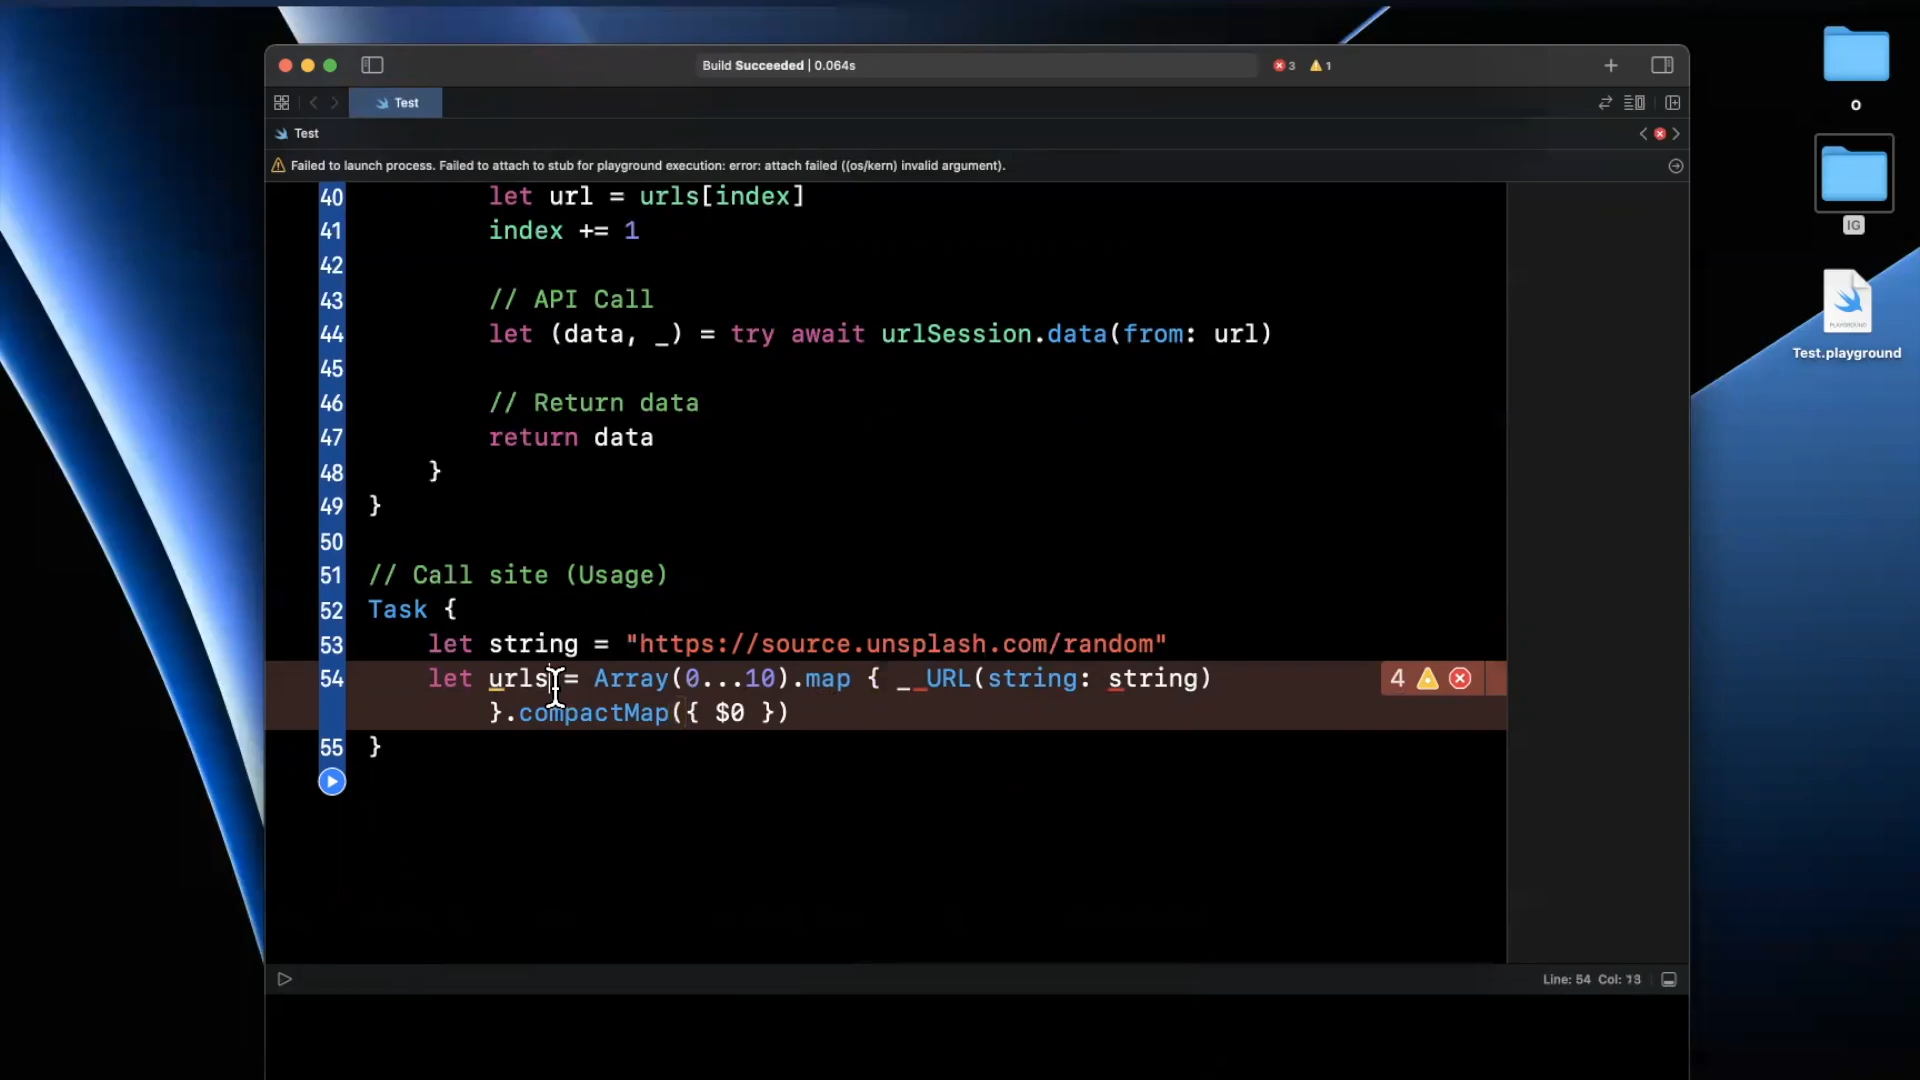 Build Succeeded | 0.064s
3
1
Test
Test
Failed to launch process. Failed to attach to stub for playground execution: error: attach failed ((os/kern) invalid argument).
40 let url = urls[index]
41 index += 1
42
43 // API Call
44 let (data, _) = try await urlSession.data(from: url)
45
46 // Return data
47 return data
48 }
49 }
50
51 // Call site (Usage)
52 Task {
53 let string = "https://source.unsplash.com/random"
54 let urls = Array(0...10).map { _ URL(string: string)
}.compactMap({ $0 })
4
55 }
Line: 54 Col: 13
o
IG
PLAYGROUND
Test.playground